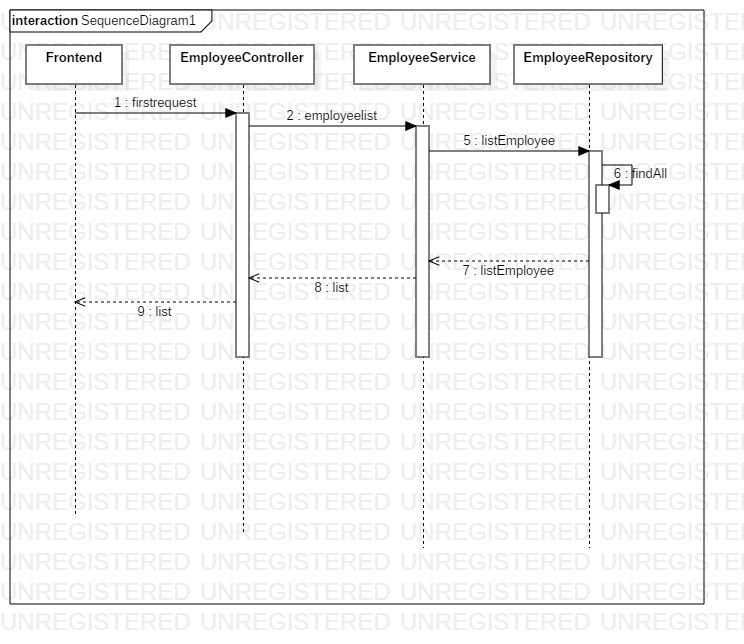 interaction SequenceDiagram1
Frontend
EmployeeController
EmployeeService
EmployeeRepository
1 : firstrequest
2 : employeelist
5 : listEmployee
6 : findAll
7 : listEmployee
8 : list
9 : list
UNREGISTERED UNREGISTERED UNREGISTERED UNREGISTE